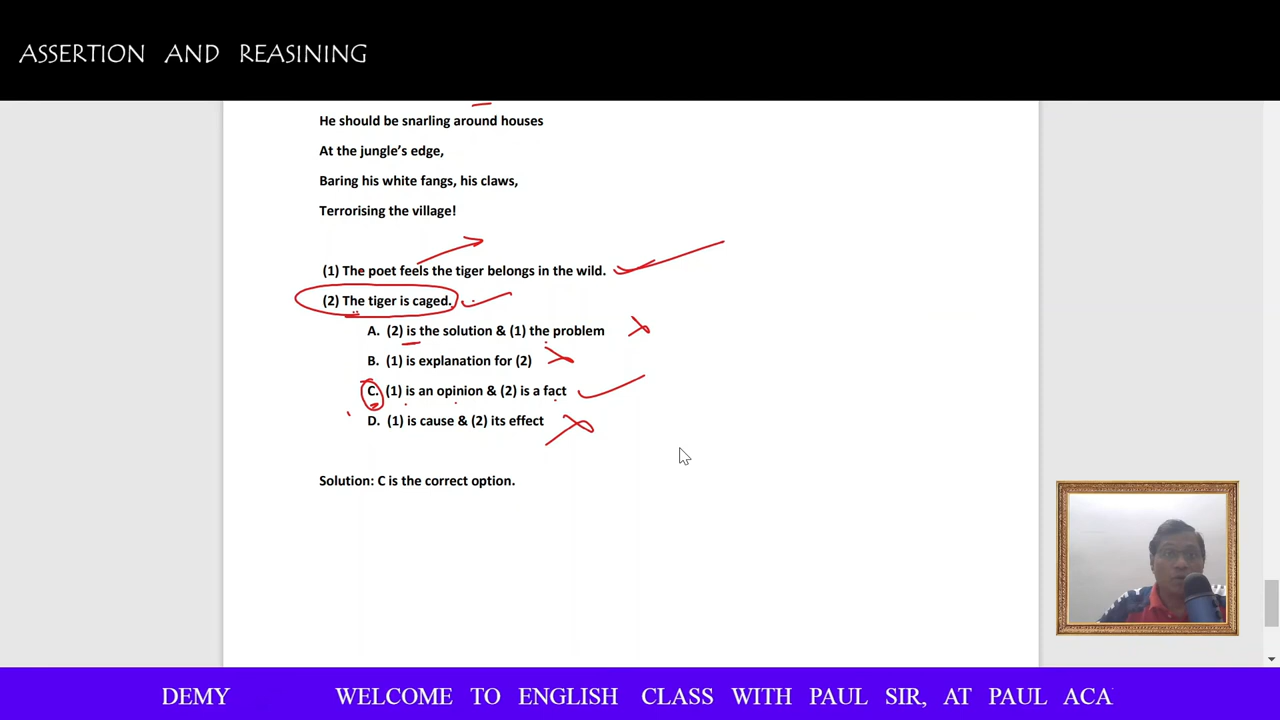 ASSERTION AND REASINING
He should be snarling around houses
At the jungle's edge,
Baring his white fangs, his claws,
Terrorising the village!
(1) The poet feels the tiger belongs in the wild.
(2) The tiger is caged.
A. (2) is the solution & (1) the problem
B. (1) is explanation for (2)
C. (1) is an opinion & (2) is a fact
D. (1) is cause & (2) its effect
Solution: C is the correct option.
DEMY WELCOME TO ENGLISH CLASS WITH PAUL SIR, AT PAUL ACA